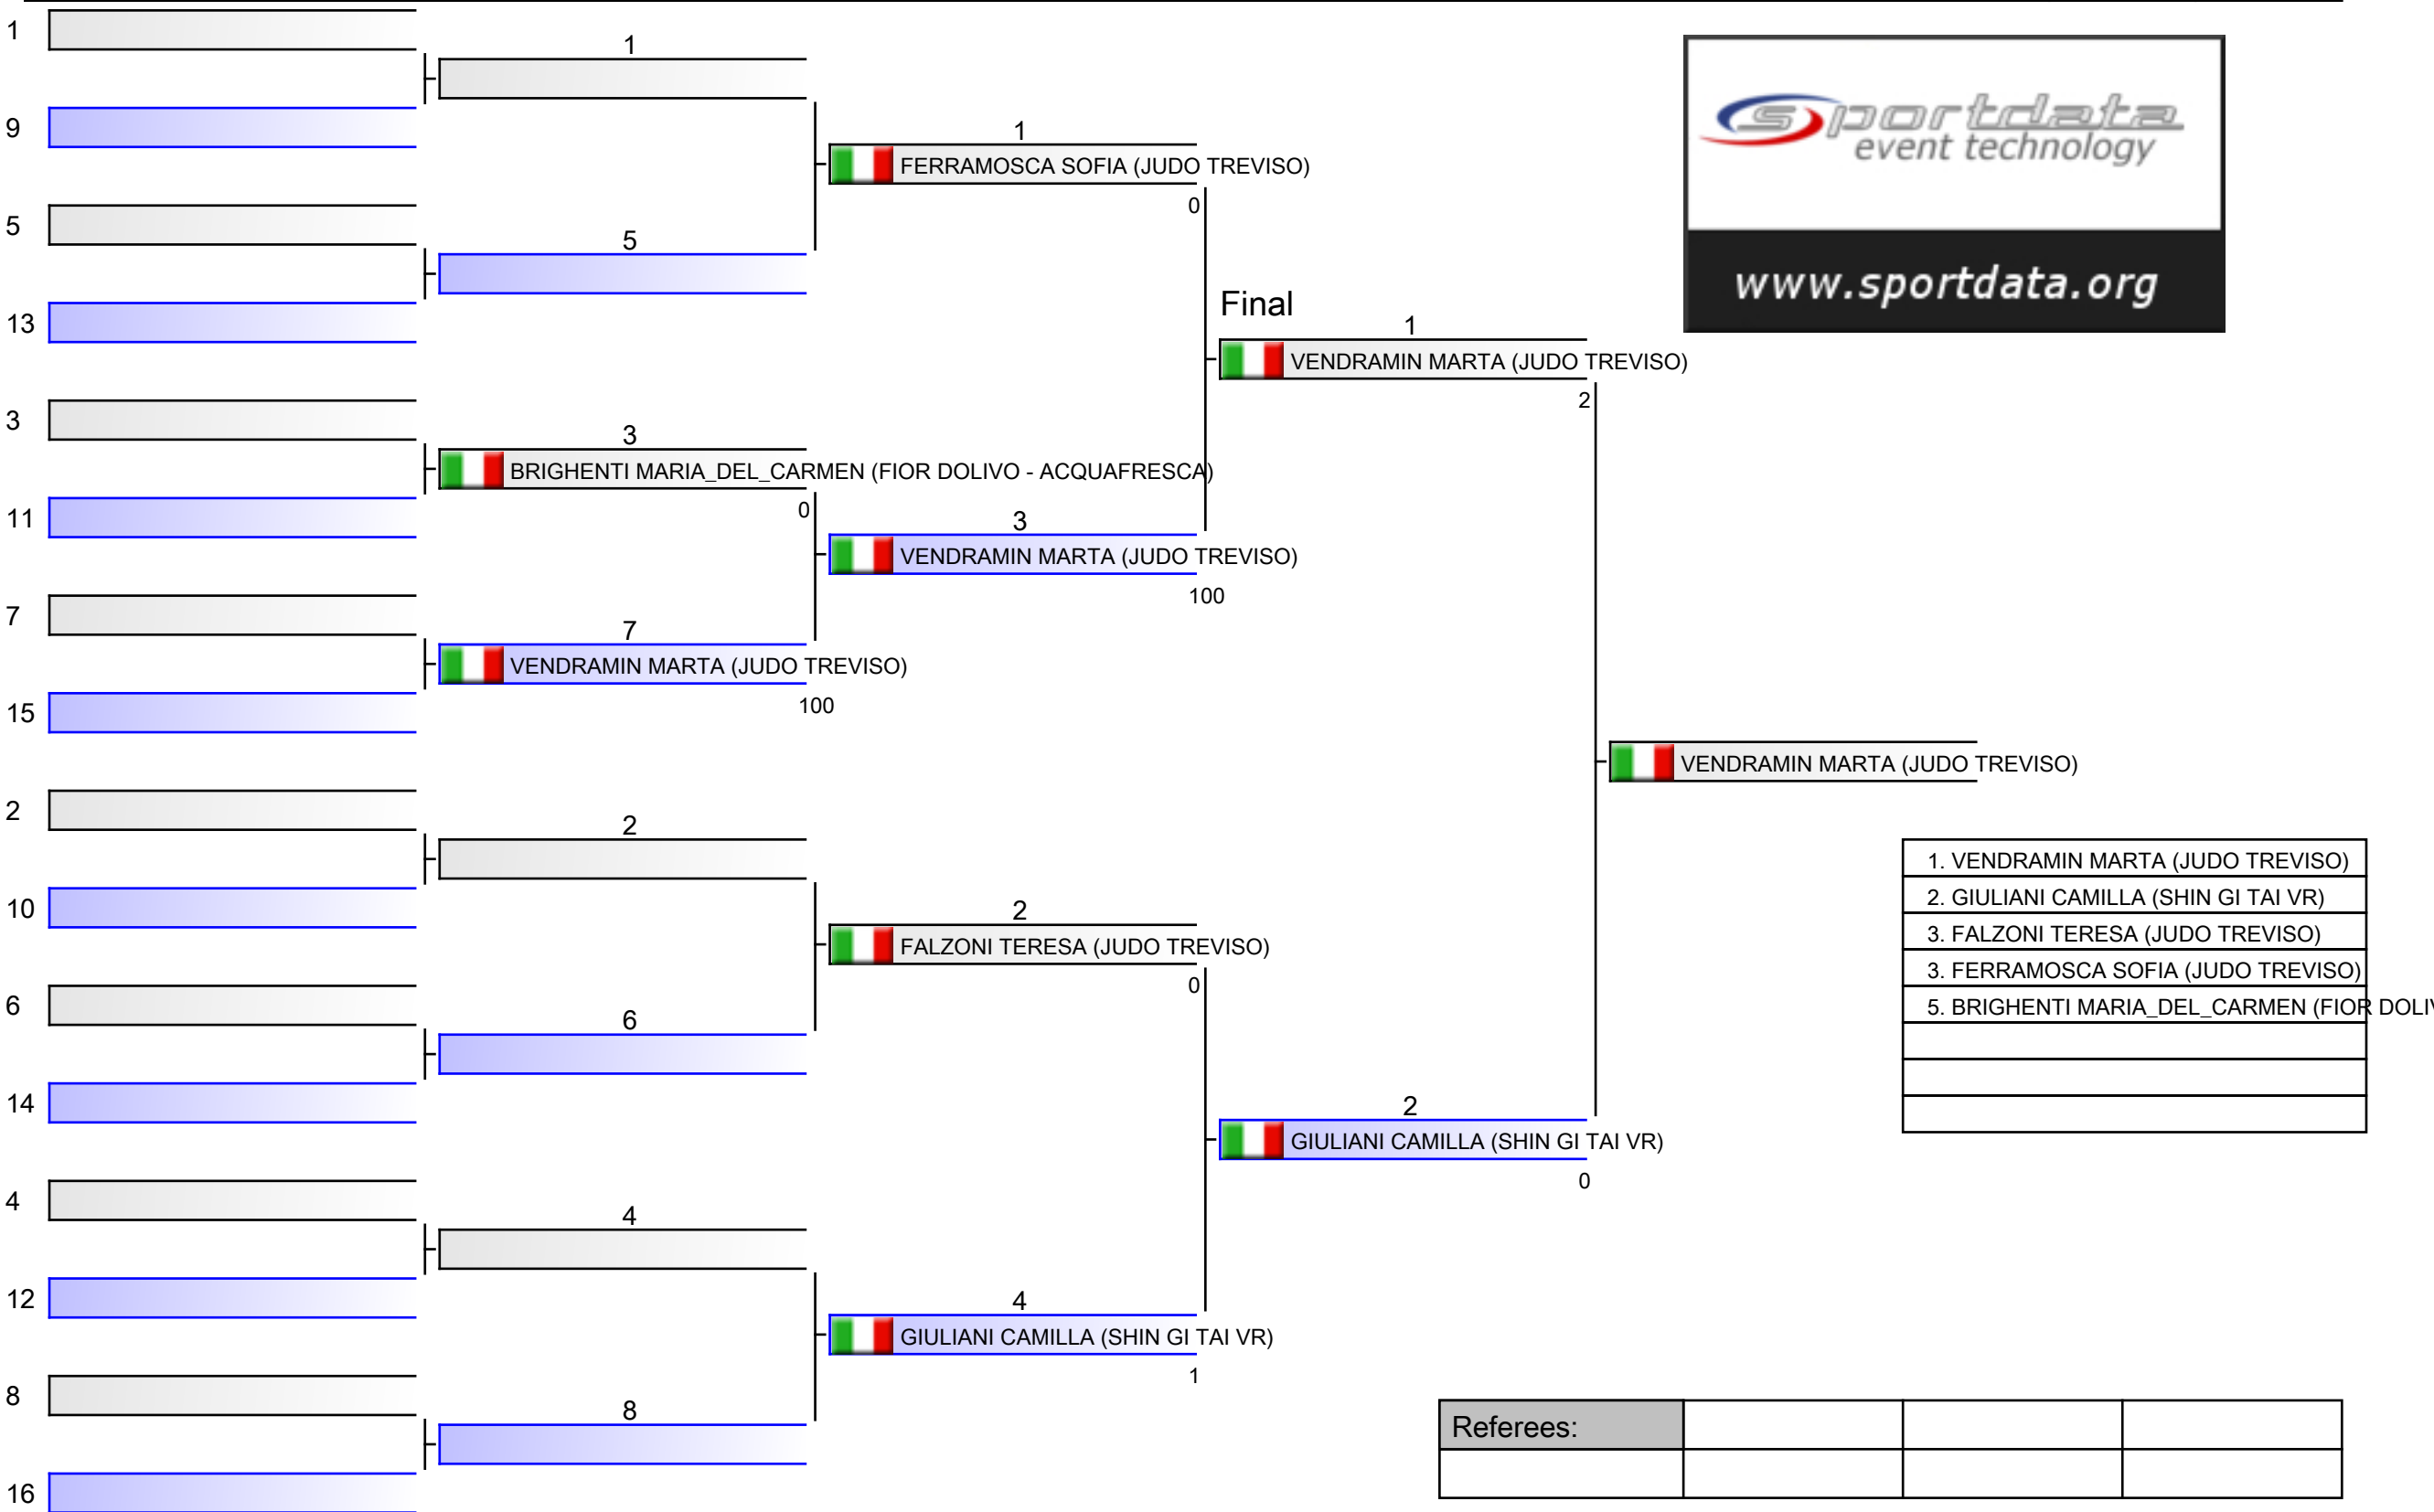 1
9
5
13
3
11
7
15
2
10
6
14
4
12
8
16
1
5
3
BRIGHENTI MARIA_DEL_CARMEN (FIOR DOLIVO - ACQUAFRESCA)
0
7
VENDRAMIN MARTA (JUDO TREVISO)
100
2
6
4
8
1
FERRAMOSCA SOFIA (JUDO TREVISO)
0
3
VENDRAMIN MARTA (JUDO TREVISO)
100
2
FALZONI TERESA (JUDO TREVISO)
0
4
GIULIANI CAMILLA (SHIN GI TAI VR)
1
Final
1
VENDRAMIN MARTA (JUDO TREVISO)
2
2
GIULIANI CAMILLA (SHIN GI TAI VR)
0
VENDRAMIN MARTA (JUDO TREVISO)
sportdata
event technology
www.sportdata.org
1. VENDRAMIN MARTA (JUDO TREVISO)
2. GIULIANI CAMILLA (SHIN GI TAI VR)
3. FALZONI TERESA (JUDO TREVISO)
3. FERRAMOSCA SOFIA (JUDO TREVISO)
5. BRIGHENTI MARIA_DEL_CARMEN (FIOR DOLIV
Referees: